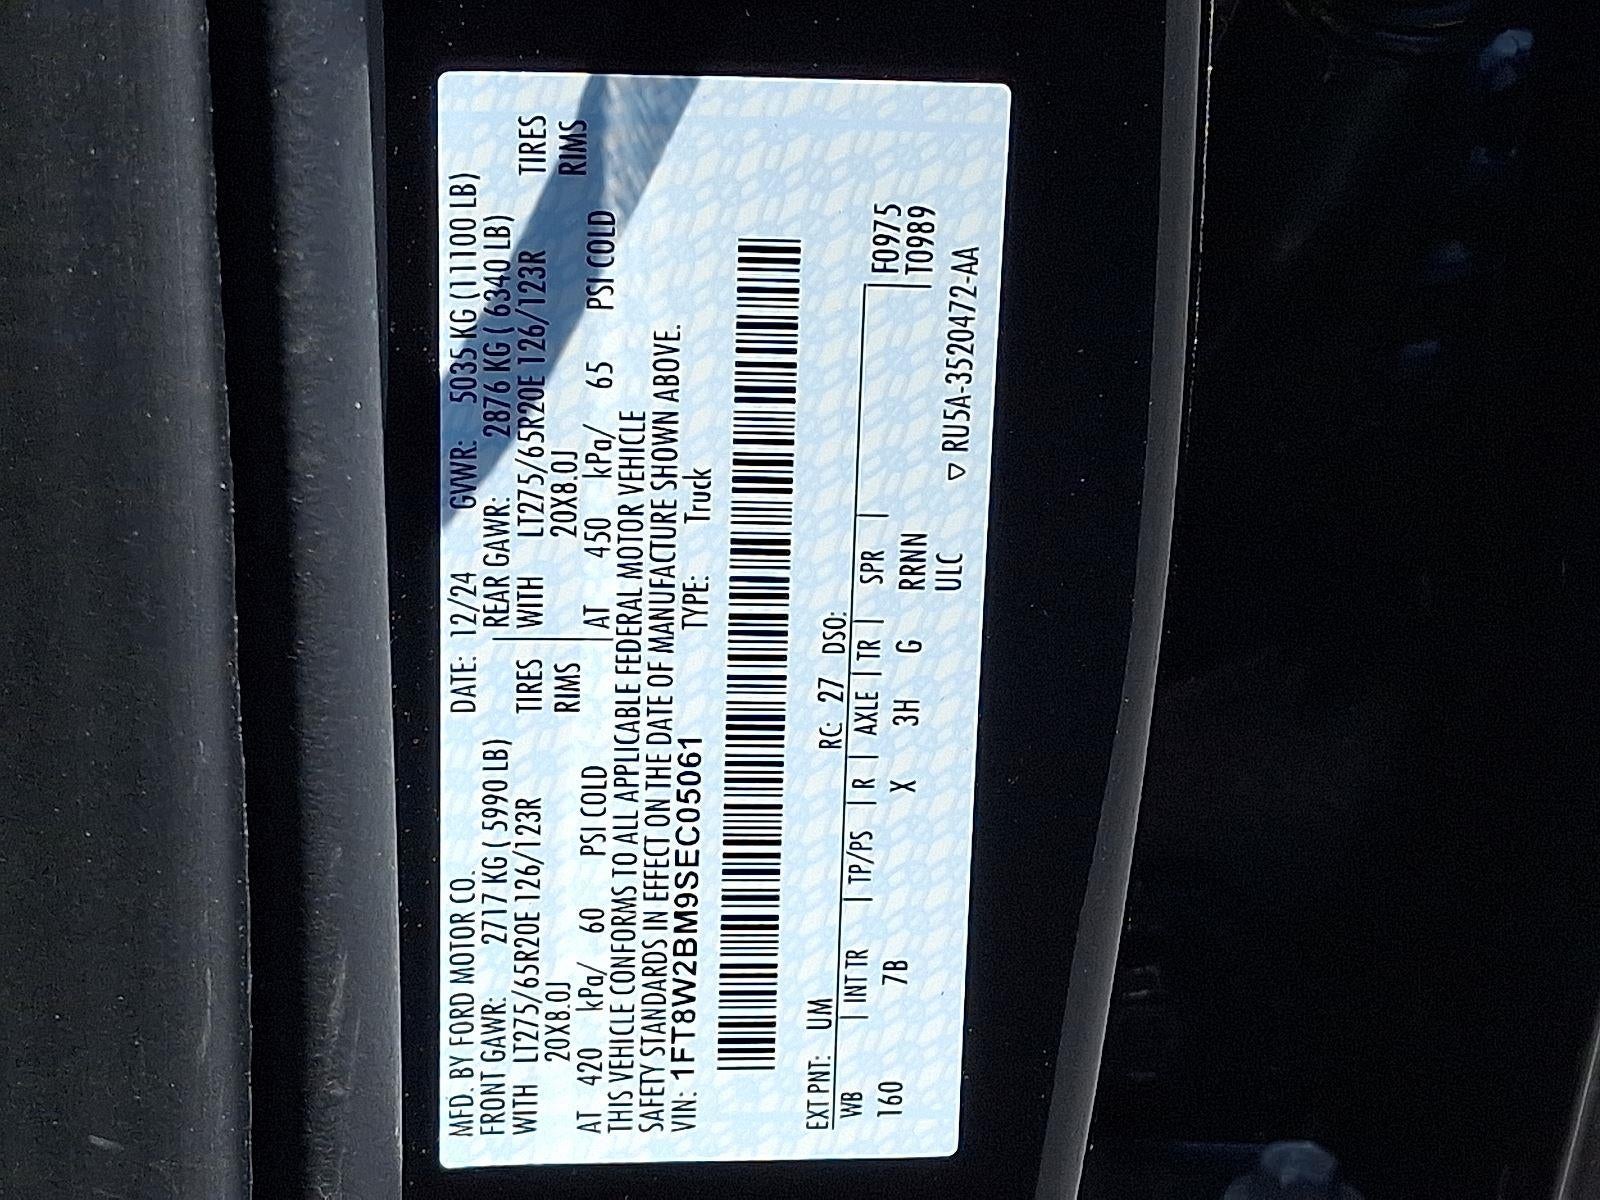 MFD. BY FORD MOTOR CO. DATE: 12/24 GVWR: 5035 KG (11100 LB)
FRONT GAWR: 2717 KG ( 5990 LB) REAR GAWR: 2876 KG ( 6340 LB)
WITH LT275/65R20E 126/123R TIRES WITH LT275/65R20E 126/123R TIRES
20X8.0J RIMS 20X8.0J RIMS
AT 420 kPa/ 60 PSI COLD AT 450 kPa/ 65 PSI COLD
THIS VEHICLE CONFORMS TO ALL APPLICABLE FEDERAL MOTOR VEHICLE
SAFETY STANDARDS IN EFFECT ON THE DATE OF MANUFACTURE SHOWN ABOVE.
VIN: 1FT8W2BM9SEC05061 TYPE: Truck
EXT PNT: UM RC: 27 DSO:
WB | INT TR | TP/PS | R | AXLE | TR | SPR | F0975
160 7B X 3H G RRNN T0989
ULC
▽ RU5A-3520472-AA